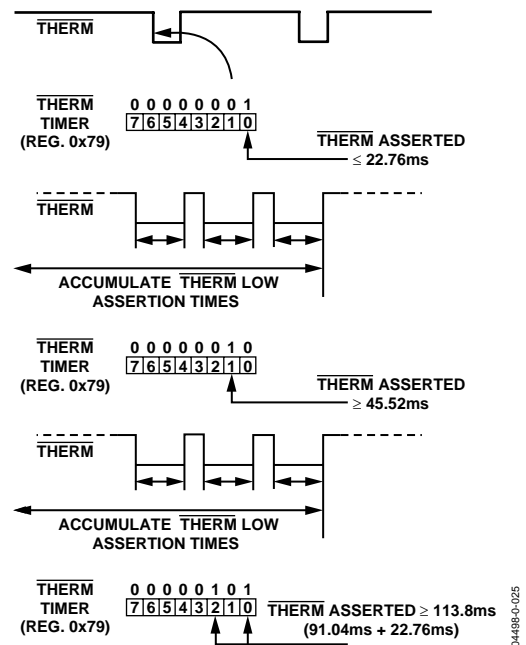 THERM
THERM
TIMER
(REG. 0x79)
0 0 0 0 0 0 0 1
7 6 5 4 3 2 1 0
THERM ASSERTED
≤ 22.76ms
THERM
ACCUMULATE THERM LOW
ASSERTION TIMES
THERM
TIMER
(REG. 0x79)
0 0 0 0 0 0 1 0
7 6 5 4 3 2 1 0
THERM ASSERTED
≥ 45.52ms
THERM
ACCUMULATE THERM LOW
ASSERTION TIMES
THERM
TIMER
(REG. 0x79)
0 0 0 0 0 1 0 1
7 6 5 4 3 2 1 0
THERM ASSERTED ≥ 113.8ms
(91.04ms + 22.76ms)
04498-0-025